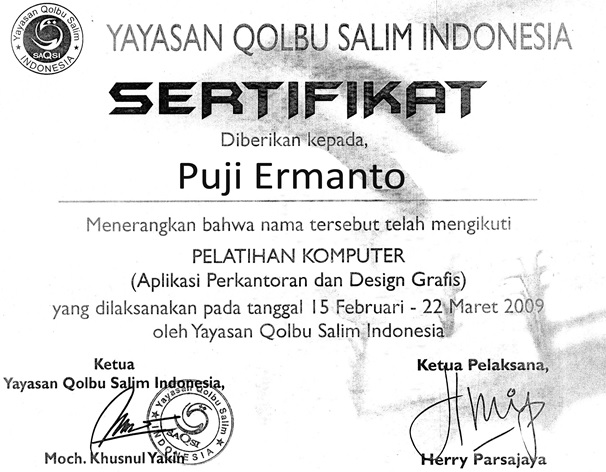 Yayasan Qolbu Salim
SAQSI
INDONESIA
YAYASAN QOLBU SALIM INDONESIA
SERTIFIKAT
Diberikan kepada,
Puji Ermanto
Menerangkan bahwa nama tersebut telah mengikuti
PELATIHAN KOMPUTER
(Aplikasi Perkantoran dan Design Grafis)
yang dilaksanakan pada tanggal 15 Februari - 22 Maret 2009
oleh Yayasan Qolbu Salim Indonesia
Ketua
Yayasan Qolbu Salim Indonesia,
Yayasan Qolbu Salim
SAQSI
INDONESIA
Moch. Khusnul Yakin
Ketua Pelaksana,
Herry Parsajaya